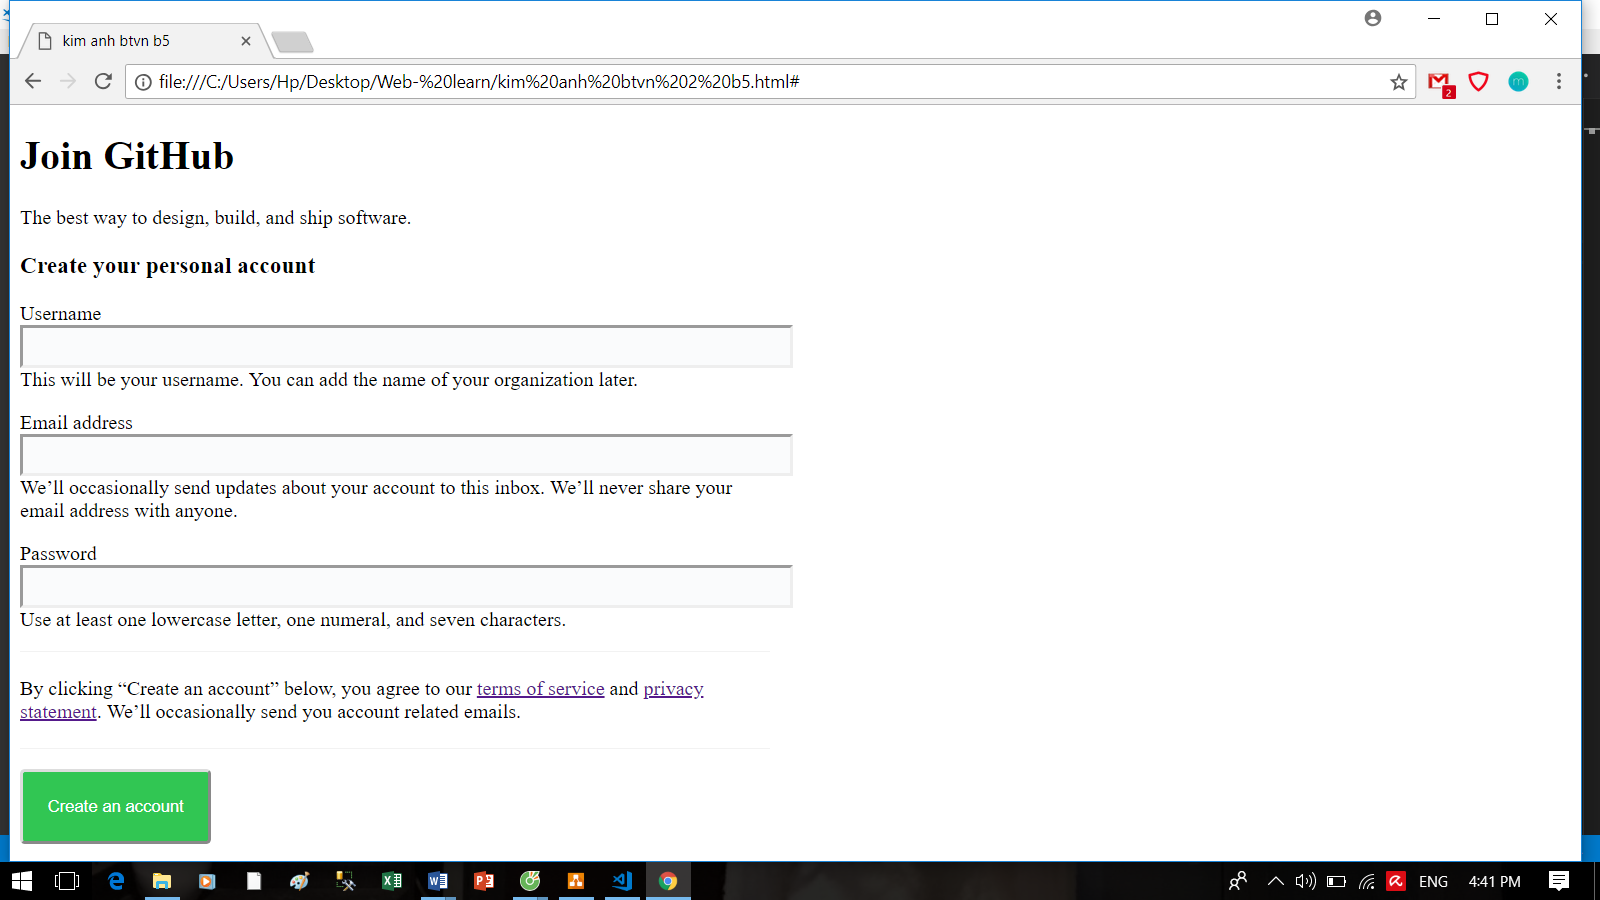 kim anh btvn b5
file:///C:/Users/Hp/Desktop/Web-%20learn/kim%20anh%20btvn%202%20b5.html#
2
m
Join GitHub
The best way to design, build, and ship software.
Create your personal account
Username
This will be your username. You can add the name of your organization later.
Email address
We’ll occasionally send updates about your account to this inbox. We’ll never share your
email address with anyone.
Password
Use at least one lowercase letter, one numeral, and seven characters.
By clicking “Create an account” below, you agree to our terms of service and privacy
statement. We’ll occasionally send you account related emails.
Create an account
ENG
4:41 PM